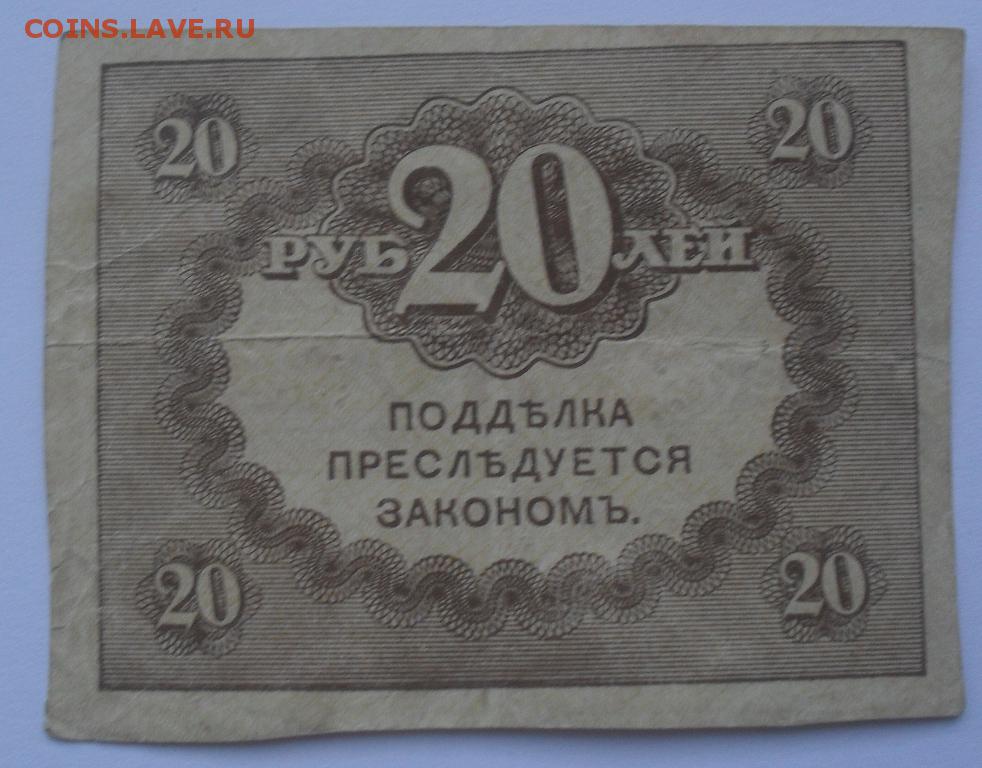 COINS.LAVE.RU
20 20
20
РУБ ЛЕЙ
ПОДДѢЛКА
ПРЕСЛѢДУЕТСЯ
ЗАКОНОМЪ.
20 20